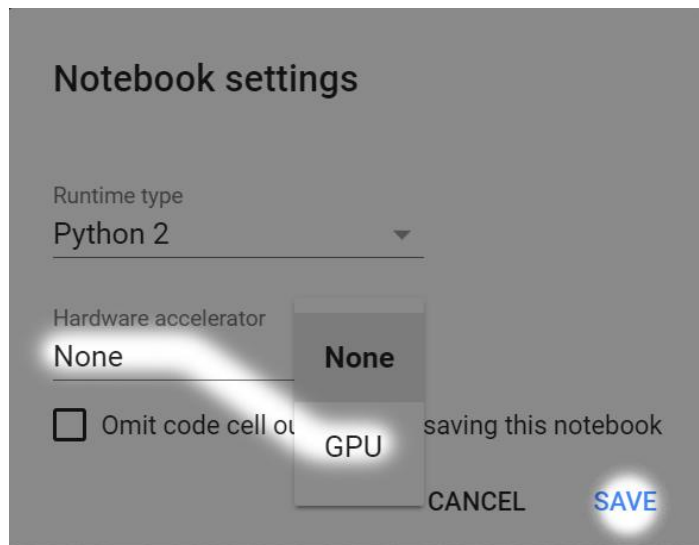 Notebook settings
Runtime type
Python 2
Hardware accelerator
None
None
Omit code cell ou saving this notebook
GPU
CANCEL SAVE